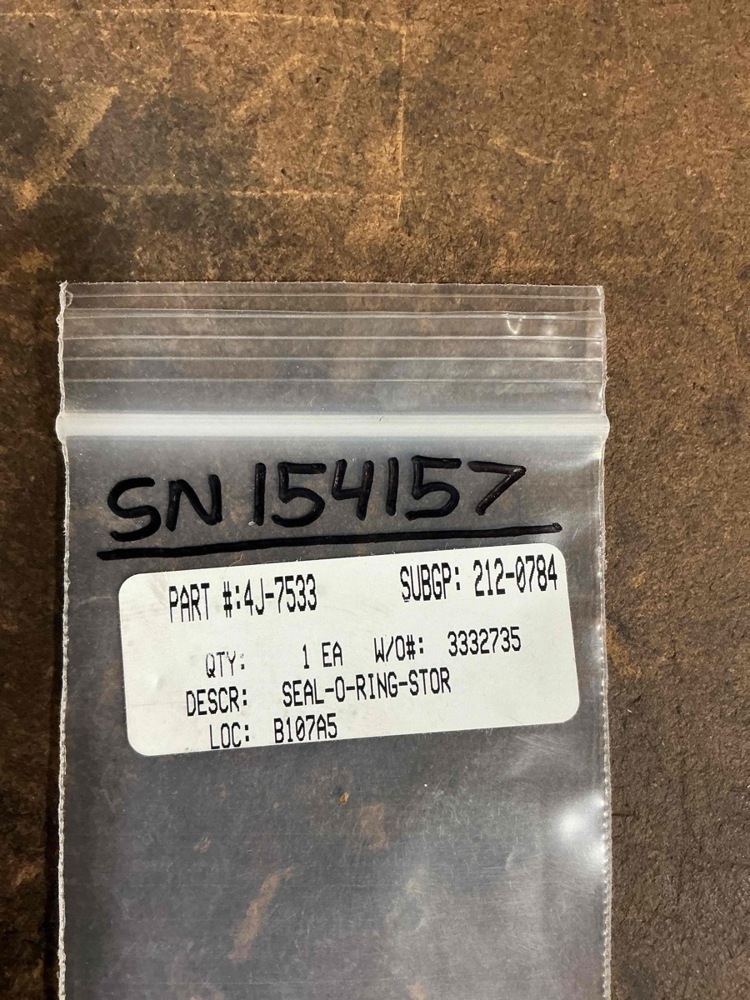 SN 154157
PART #:4J-7533 SUBGP: 212-0784
QTY: 1 EA W/O#: 3332735
DESCR: SEAL-O-RING-STOR
LOC: B107A5